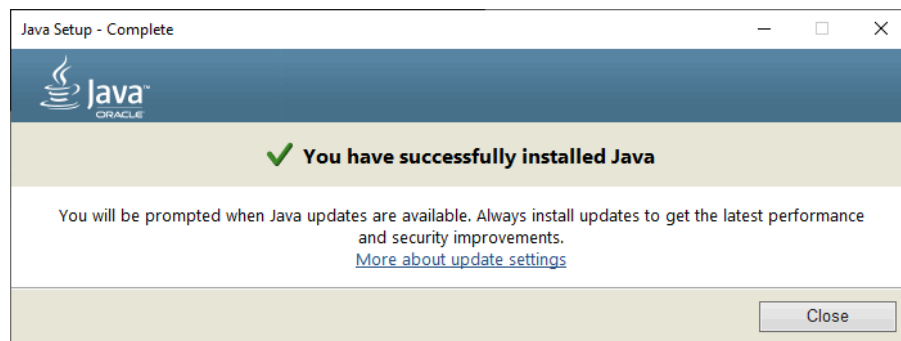 Java Setup - Complete
Java™
ORACLE
You have successfully installed Java
You will be prompted when Java updates are available. Always install updates to get the latest performance
and security improvements.
More about update settings
Close